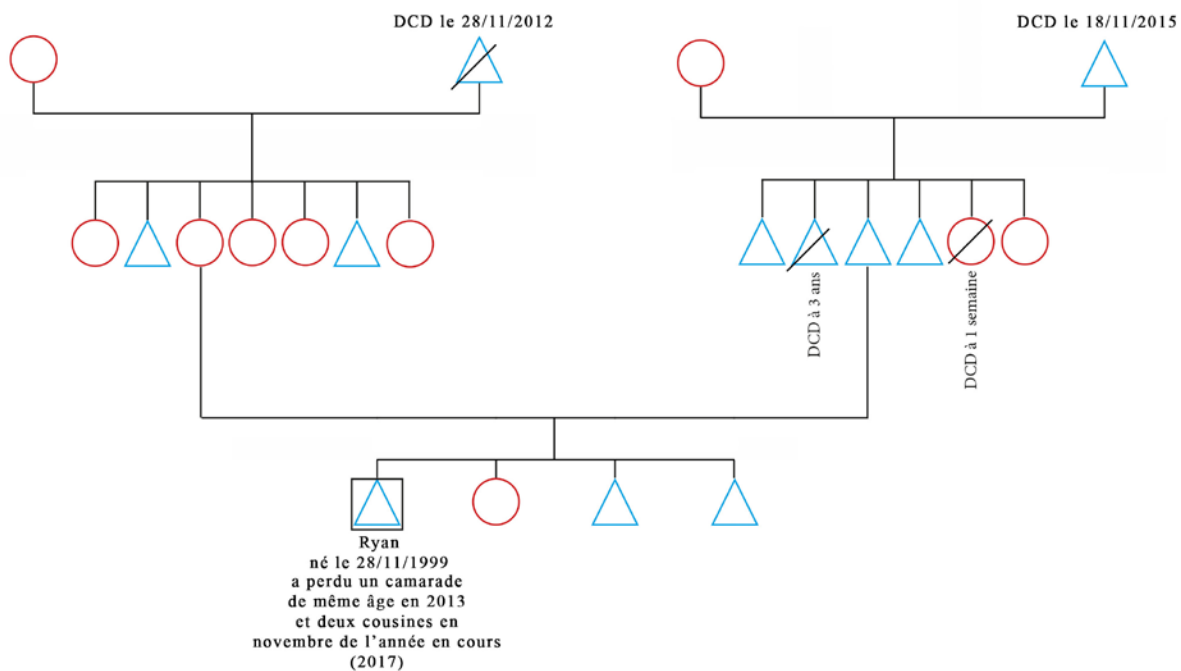 DCD le 28/11/2012
DCD le 18/11/2015
DCD à 3 ans
DCD à 1 semaine
Ryan
né le 28/11/1999
a perdu un camarade
de même âge en 2013
et deux cousines en
novembre de l'année en cours
(2017)